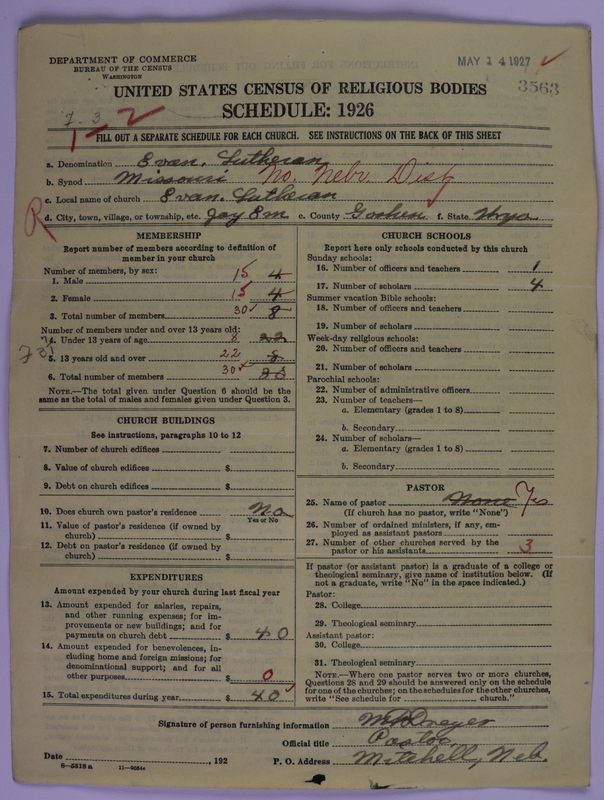 DEPARTMENT OF COMMERCE
BUREAU OF THE CENSUS
WASHINGTON
MAY 14 1927
3563
UNITED STATES CENSUS OF RELIGIOUS BODIES
SCHEDULE: 1926
7-3
1-2
FILL OUT A SEPARATE SCHEDULE FOR EACH CHURCH. SEE INSTRUCTIONS ON THE BACK OF THIS SHEET
a. Denomination Evan. Lutheran
b. Synod Missouri No. Nebr. Dist
c. Local name of church Evan. Lutheran
R d. City, town, village, or township, etc. Jay Em e. County Goshen f. State Wyo
MEMBERSHIP
Report number of members according to definition of
member in your church
Number of members, by sex:
1. Male 15 4
2. Female 15 4
3. Total number of members 30 8
Number of members under and over 13 years old:
4. Under 13 years of age 8 22
5. 13 years old and over 22 8
6. Total number of members 30
NOTE.—The total given under Question 6 should be
same as the total of males and females given under Question 3.
CHURCH BUILDINGS
See instructions, paragraphs 10 to 12
7. Number of church edifices
8. Value of church edifices $
9. Debt on church edifices $
10. Does church own pastor's residence No
Yes or No
11. Value of pastor's residence (if owned by
church) $
12. Debt on pastor's residence (if owned by
church) $
EXPENDITURES
Amount expended by your church during last fiscal year
13. Amount expended for salaries, repairs,
and other running expenses; for im-
provements or new buildings; and for
payments on church debt $ 40
14. Amount expended for benevolences, in-
cluding home and foreign missions; for
denominational support; and for all
other purposes $ 0
15. Total expenditures during year $ 40
CHURCH SCHOOLS
Report here only schools conducted by this church
Sunday schools:
16. Number of officers and teachers 1
17. Number of scholars 4
Summer vacation Bible schools:
18. Number of officers and teachers
19. Number of scholars
Week-day religious schools:
20. Number of officers and teachers
21. Number of scholars
Parochial schools:
22. Number of administrative officers
23. Number of teachers—
a. Elementary (grades 1 to 8)
b. Secondary
24. Number of scholars—
a. Elementary (grades 1 to 8)
b. Secondary
PASTOR
25. Name of pastor None Yes
(If church has no pastor, write "None")
26. Number of ordained ministers, if any, em-
ployed as assistant pastors
27. Number of other churches served by the
pastor or his assistants 3
If pastor (or assistant pastor) is a graduate of a college or
theological seminary, give name of institution below. (If
not a graduate, write "No" in the space indicated.)
Pastor:
28. College
29. Theological seminary
Assistant pastor:
30. College
31. Theological seminary
NOTE.—Where one pastor serves two or more churches,
Questions 28 and 29 should be answered only on the schedule
for one of the churches; on the schedules for the other churches,
write "See schedule for church."
Signature of person furnishing information Dreyer
Official title Pastor,
Date , 192 P. O. Address Mitchell, Neb.
8—5518a